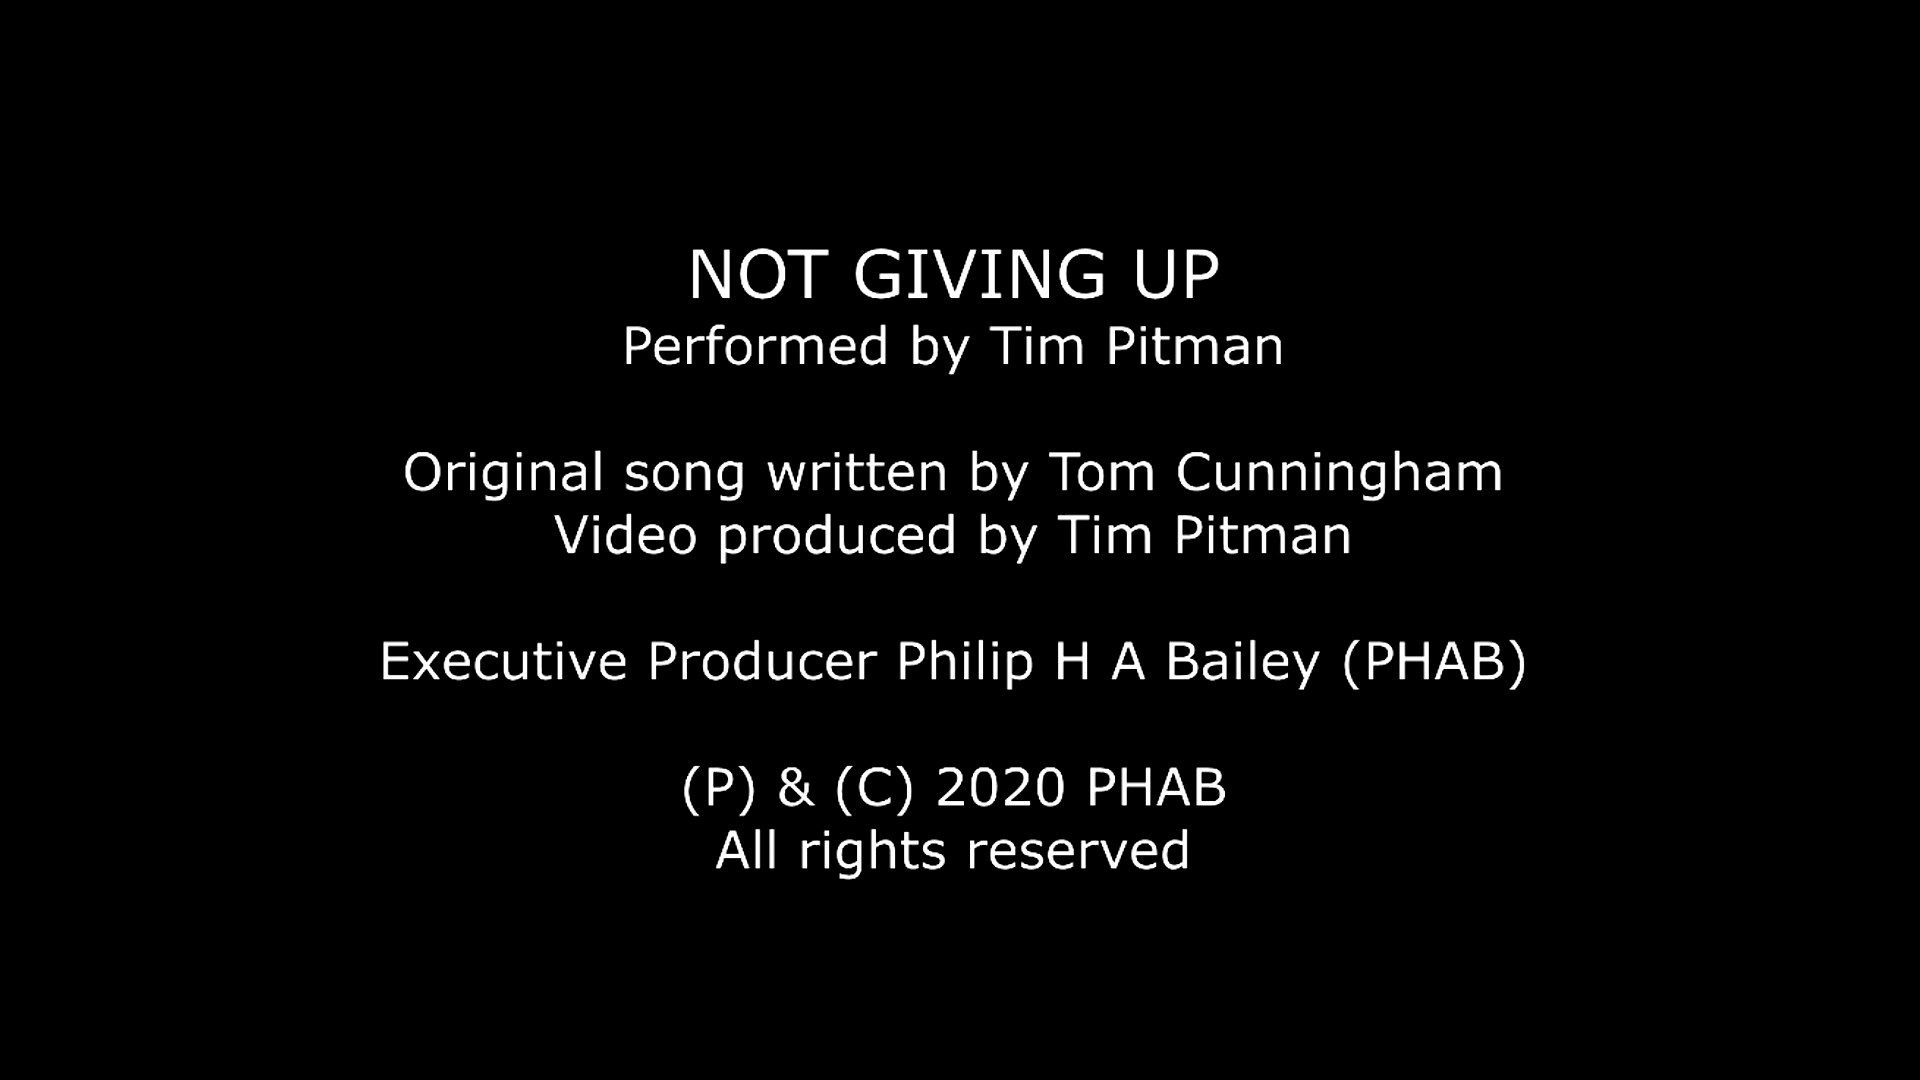 NOT GIVING UP
Performed by Tim Pitman
Original song written by Tom Cunningham
Video produced by Tim Pitman
Executive Producer Philip H A Bailey (PHAB)
(P) & (C) 2020 PHAB
All rights reserved